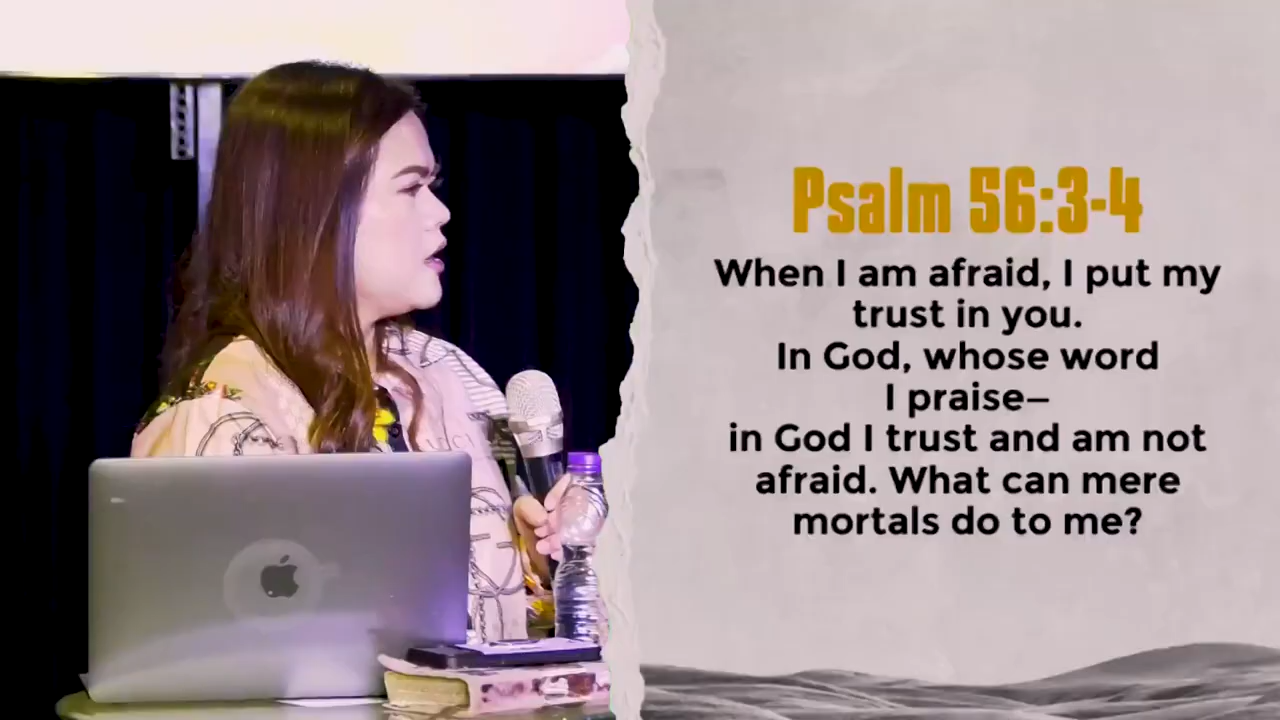 Psalm 56:3-4
When I am afraid, I put my
trust in you.
In God, whose word
I praise—
in God I trust and am not
afraid. What can mere
mortals do to me?